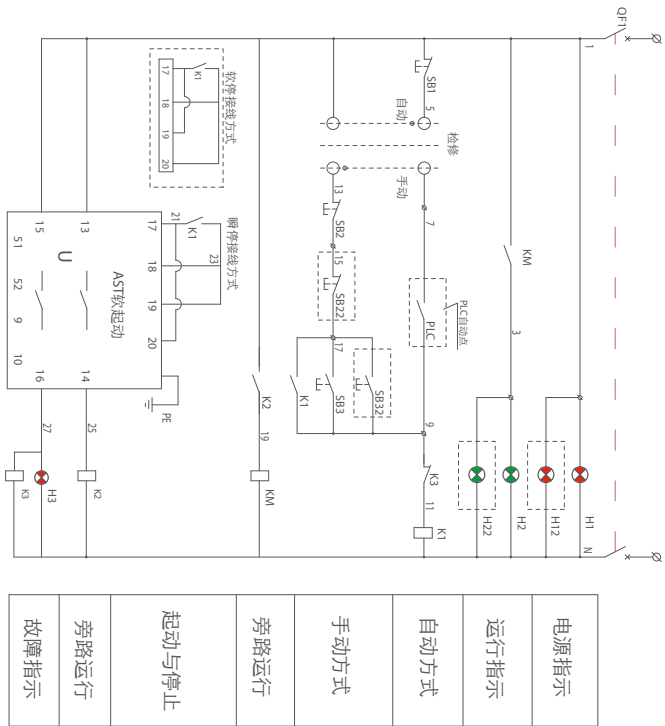 QF1
1
N
H1
H12
电源指示
KM
3
H2
H22
运行指示
SB1
5
自动
检修
手动
7
PLC
PLC自动点
9
K3
11
K1
自动方式
13
SB2
15
SB22
17
K1
SB3
SB32
手动方式
K2
19
KM
旁路运行
软停接线方式
K1
17
18
19
20
瞬停接线方式
K1
21
23
17
18
19
20
PE
AST软起动
U
13
14
15
16
51
52
9
10
起动与停止
25
K2
旁路运行
27
H3
K3
故障指示